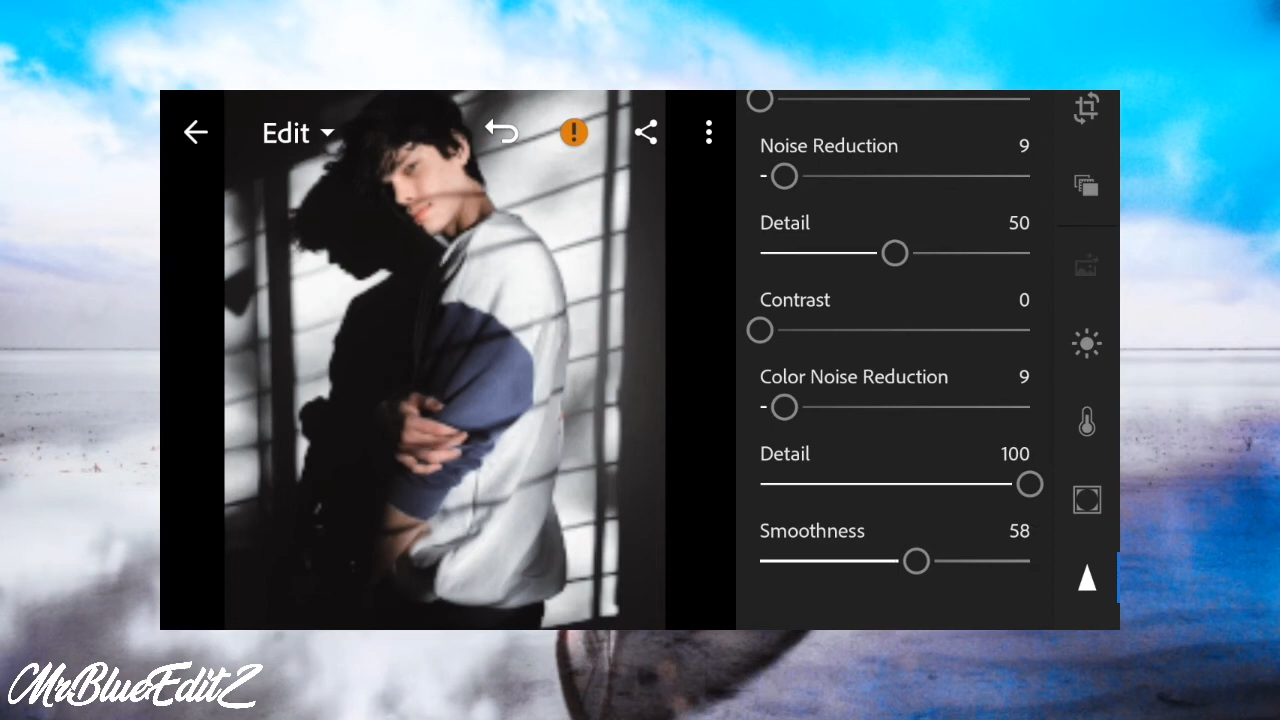 Edit
Noise Reduction 9
Detail 50
Contrast 0
Color Noise Reduction 9
Detail 100
Smoothness 58
MrBlueEditZ